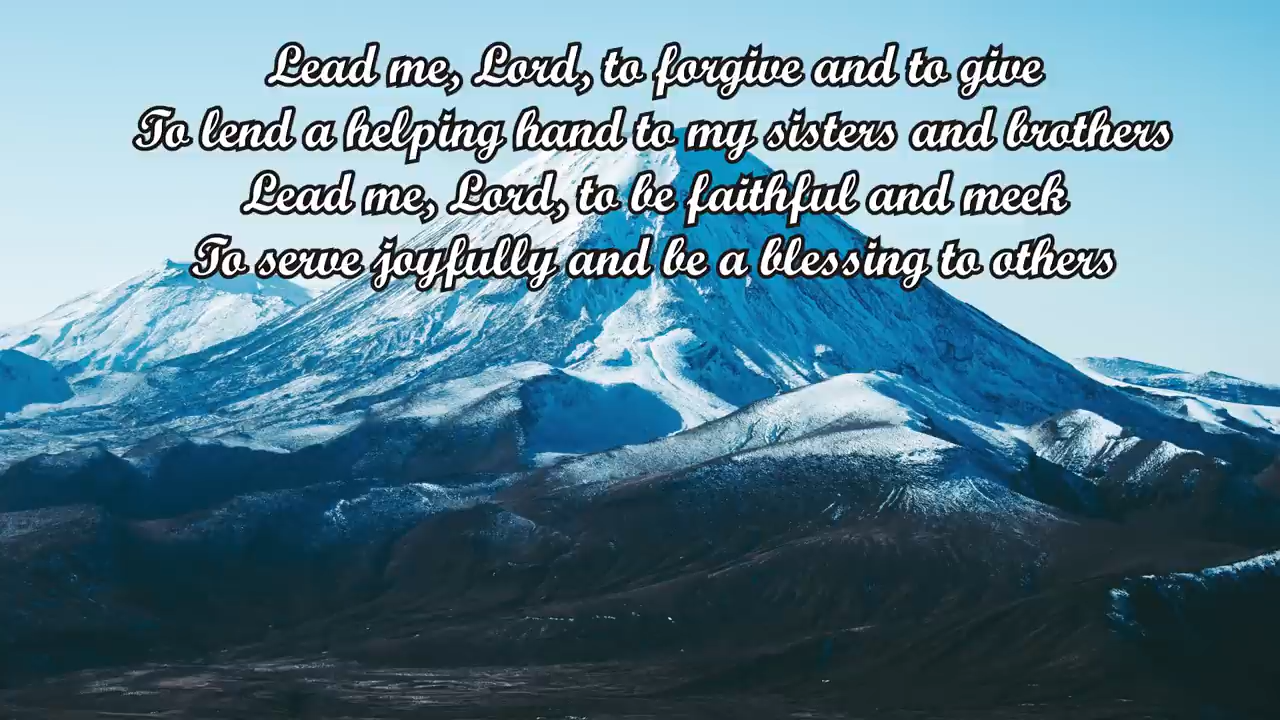 Lead me, Lord, to forgive and to give
To lend a helping hand to my sisters and brothers
Lead me, Lord, to be faithful and meek
To serve joyfully and be a blessing to others